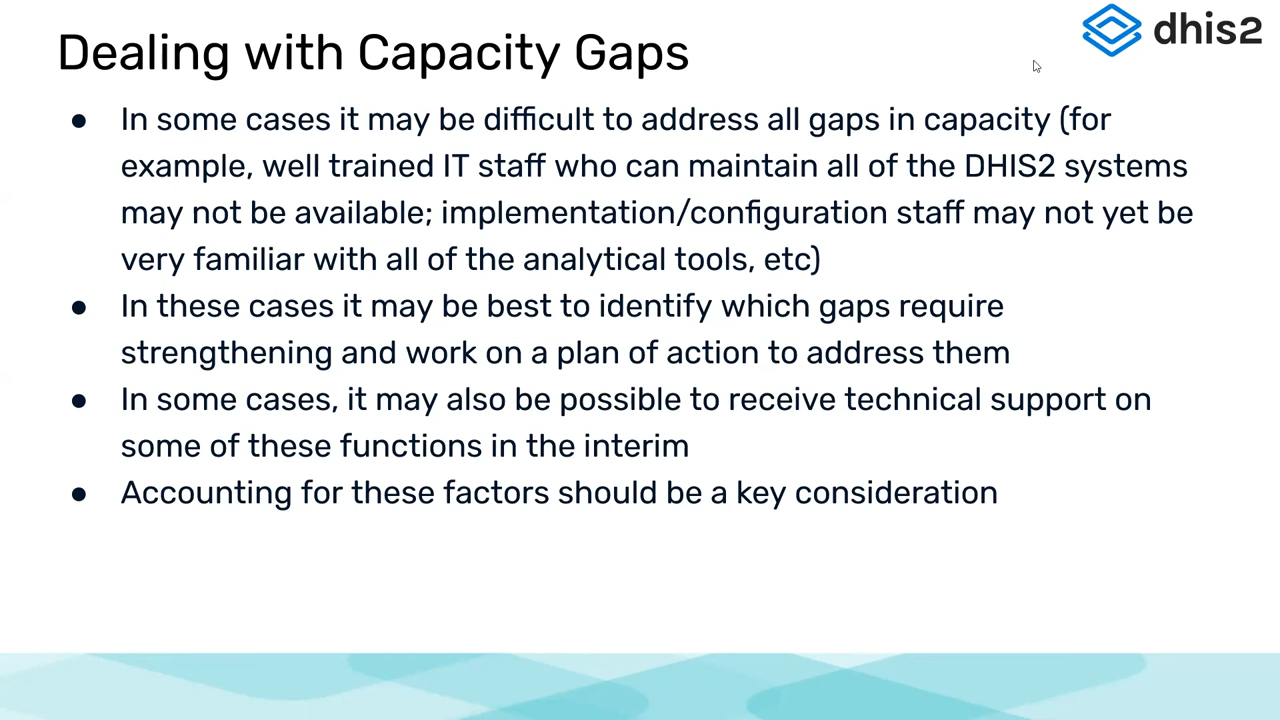 Dealing with Capacity Gaps
dhis2
● In some cases it may be difficult to address all gaps in capacity (for
example, well trained IT staff who can maintain all of the DHIS2 systems
may not be available; implementation/configuration staff may not yet be
very familiar with all of the analytical tools, etc)
● In these cases it may be best to identify which gaps require
strengthening and work on a plan of action to address them
● In some cases, it may also be possible to receive technical support on
some of these functions in the interim
● Accounting for these factors should be a key consideration